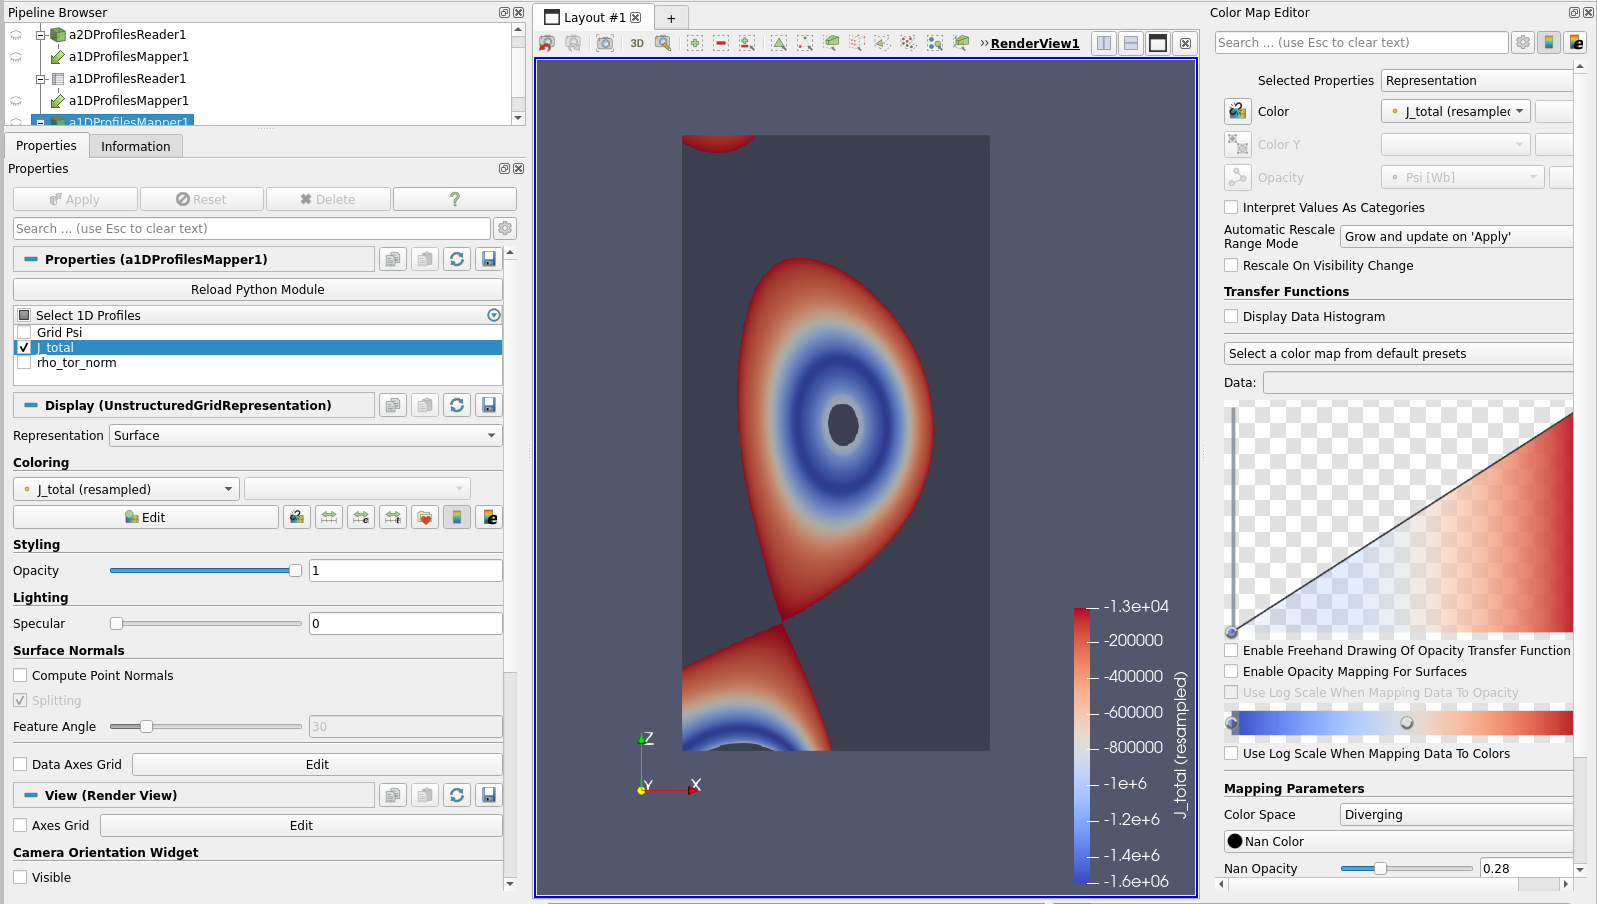 Pipeline Browser
a2DProfilesReader1
a1DProfilesMapper1
a1DProfilesReader1
a1DProfilesMapper1
a1DProfilesMapper1
Properties
Information
Properties
Apply
Reset
Delete
?
Search ... (use Esc to clear text)
Properties (a1DProfilesMapper1)
Reload Python Module
Select 1D Profiles
Grid Psi
J_total
rho_tor_norm
Display (UnstructuredGridRepresentation)
Representation Surface
Coloring
J_total (resampled)
Edit
Styling
Opacity 1
Lighting
Specular 0
Surface Normals
Compute Point Normals
Splitting
Feature Angle 30
Data Axes Grid Edit
View (Render View)
Axes Grid Edit
Camera Orientation Widget
Visible
Layout #1
+
3D
» RenderView1
-1.3e+04
-200000
-400000
-600000
-800000
-1e+6
-1.2e+6
-1.4e+6
-1.6e+06
J_total (resampled)
Z
Y
X
Color Map Editor
Search ... (use Esc to clear text)
Selected Properties Representation
Color J_total (resampled
Color Y
Opacity Psi [Wb]
Interpret Values As Categories
Automatic Rescale
Range Mode
Grow and update on 'Apply'
Rescale On Visibility Change
Transfer Functions
Display Data Histogram
Select a color map from default presets
Data:
Enable Freehand Drawing Of Opacity Transfer Function
Enable Opacity Mapping For Surfaces
Use Log Scale When Mapping Data To Opacity
Use Log Scale When Mapping Data To Colors
Mapping Parameters
Color Space Diverging
Nan Color
Nan Opacity 0.28